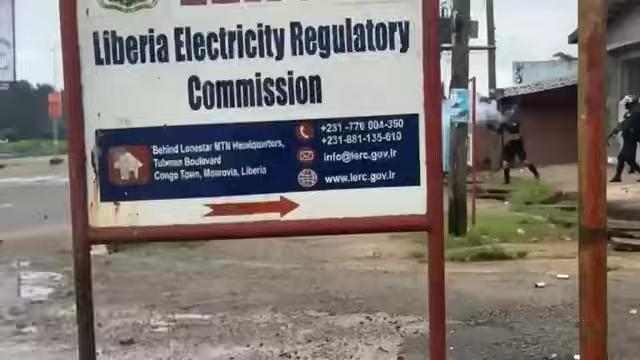 Liberia Electricity Regulatory
Commission
Behind Lonestar MTN Headquarters,
Tubman Boulevard
Congo Town, Monrovia, Liberia
+231 -776 004-350
+231-881-135-610
info@lerc.gov.lr
www.lerc.gov.lr